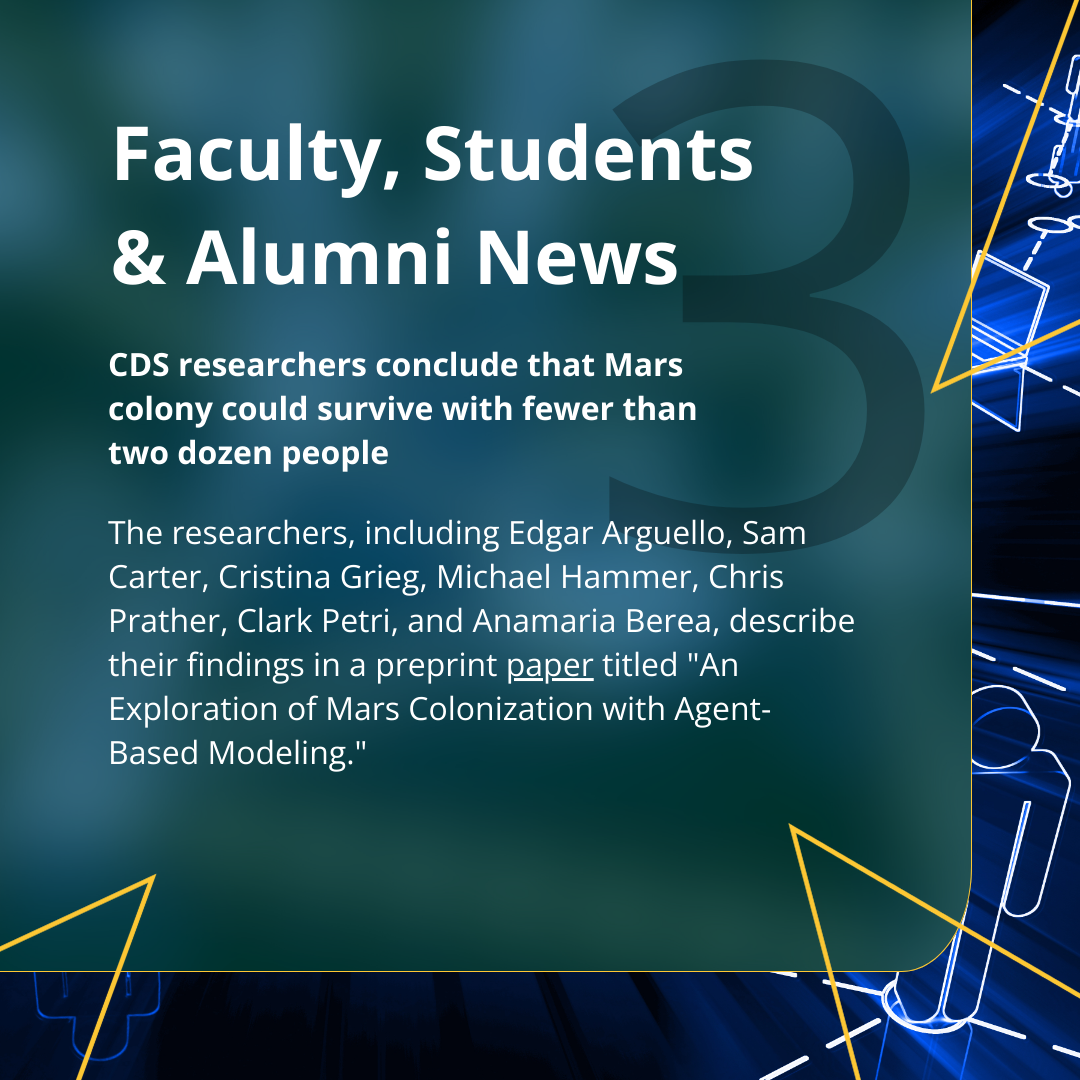 3
Faculty, Students
& Alumni News
CDS researchers conclude that Mars
colony could survive with fewer than
two dozen people
The researchers, including Edgar Arguello, Sam
Carter, Cristina Grieg, Michael Hammer, Chris
Prather, Clark Petri, and Anamaria Berea, describe
their findings in a preprint paper titled "An
Exploration of Mars Colonization with Agent-
Based Modeling."